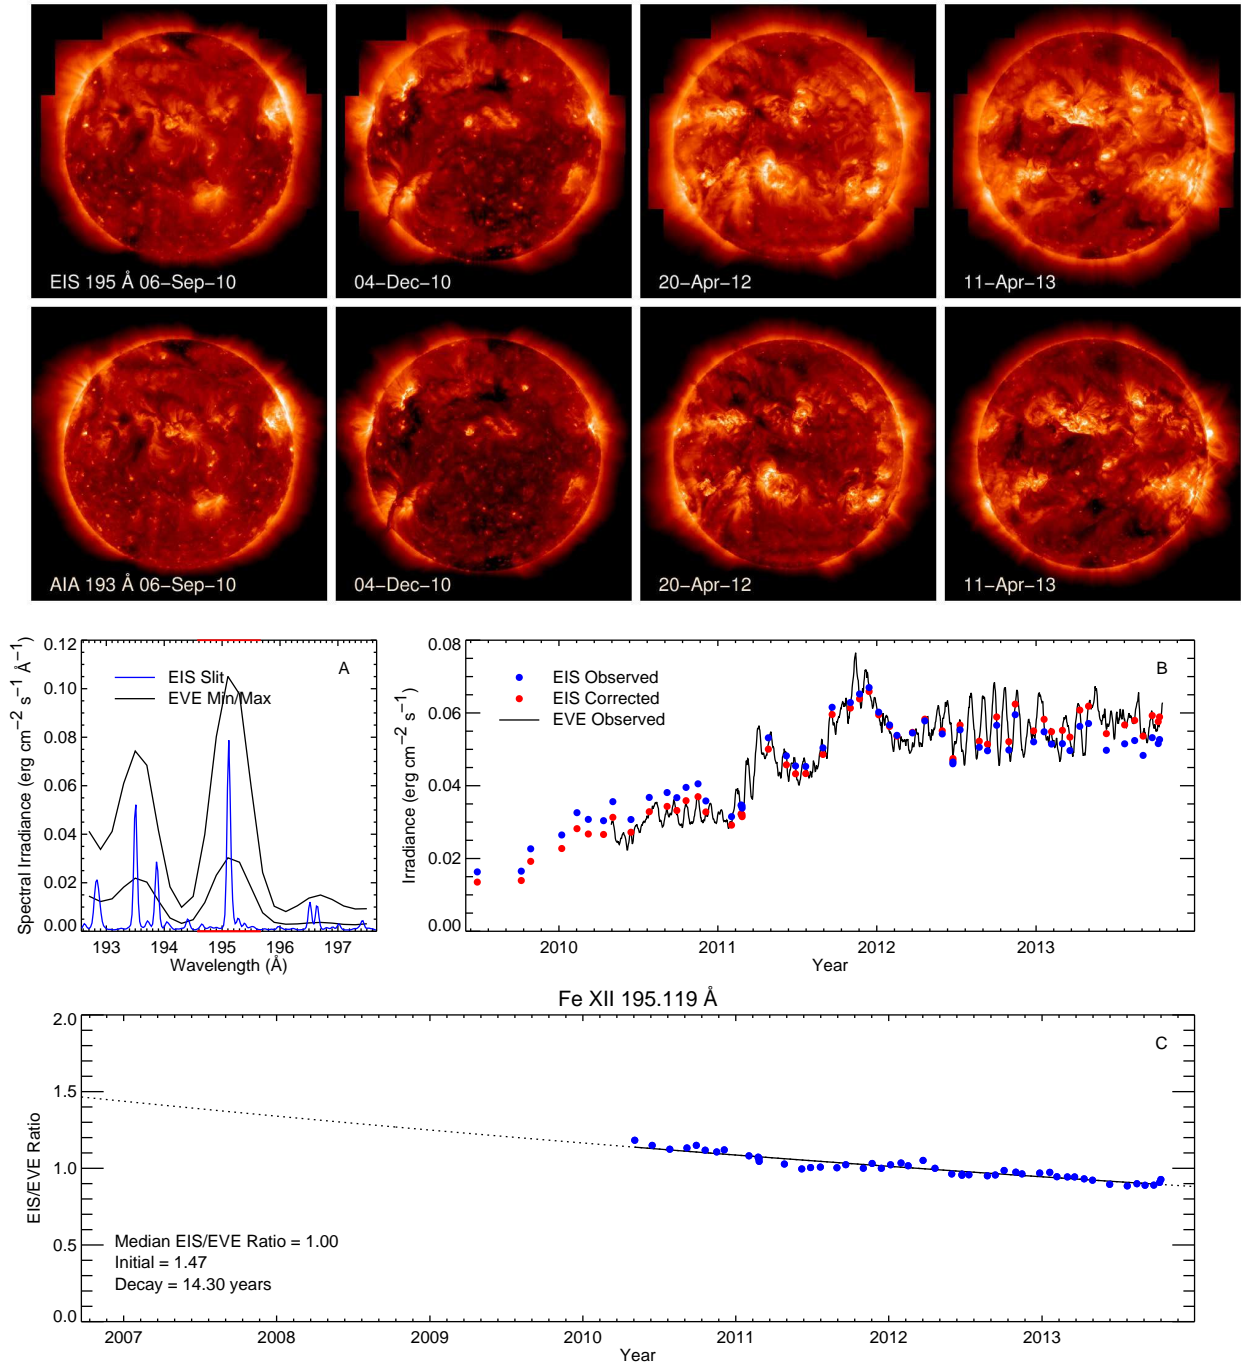 EIS 195 Å 06-Sep-10
04-Dec-10
20-Apr-12
11-Apr-13
AIA 193 Å 06-Sep-10
04-Dec-10
20-Apr-12
11-Apr-13
A
EIS Slit
EVE Min/Max
Spectral Irradiance (erg cm⁻² s⁻¹ Å⁻¹)
0.12
0.10
0.08
0.06
0.04
0.02
0.00
193 194 195 196 197
Wavelength (Å)
B
EIS Observed
EIS Corrected
EVE Observed
Irradiance (erg cm⁻² s⁻¹)
0.08
0.06
0.04
0.02
0.00
2010 2011 2012 2013
Year
Fe XII 195.119 Å
C
EIS/EVE Ratio
2.0
1.5
1.0
0.5
0.0
Median EIS/EVE Ratio = 1.00
Initial = 1.47
Decay = 14.30 years
2007 2008 2009 2010 2011 2012 2013
Year